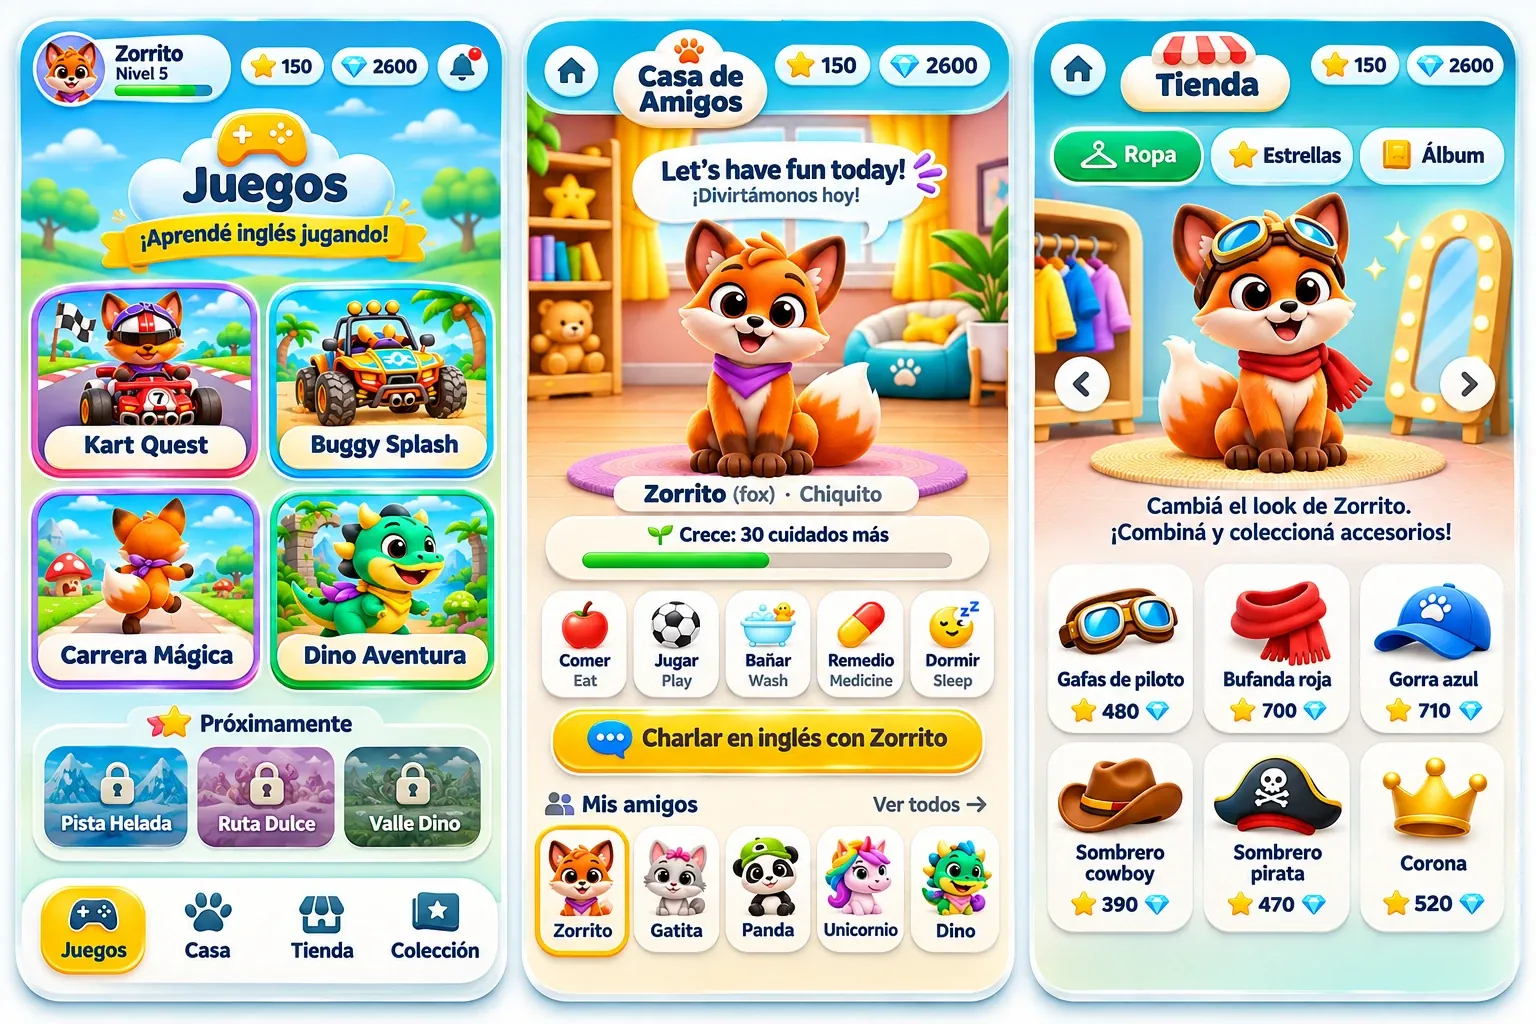 Zorrito
Nivel 5
150
2600
Juegos
¡Aprendé inglés jugando!
7
Kart Quest
Buggy Splash
Carrera Mágica
Dino Aventura
Próximamente
Pista Helada
Ruta Dulce
Valle Dino
Juegos
Casa
Tienda
Colección
Casa de
Amigos
150
2600
Let's have fun today!
¡Divirtámonos hoy!
Zorrito (fox) · Chiquito
Crece: 30 cuidados más
Comer
Eat
Jugar
Play
Bañar
Wash
Remedio
Medicine
zzZ
Dormir
Sleep
Charlar en inglés con Zorrito
Mis amigos
Ver todos →
Zorrito
Gatita
Panda
Unicornio
Dino
Tienda
150
2600
Ropa
Estrellas
Álbum
Cambiá el look de Zorrito.
¡Combiná y coleccioná accesorios!
Gafas de piloto
480
Bufanda roja
700
Gorra azul
710
Sombrero
cowboy
390
Sombrero
pirata
470
Corona
520